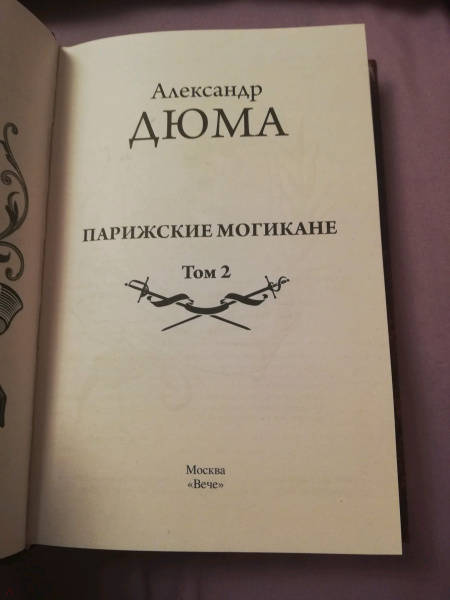 Александр
ДЮМА
ПАРИЖСКИЕ МОГИКАНЕ
Том 2
Москва
«Вече»